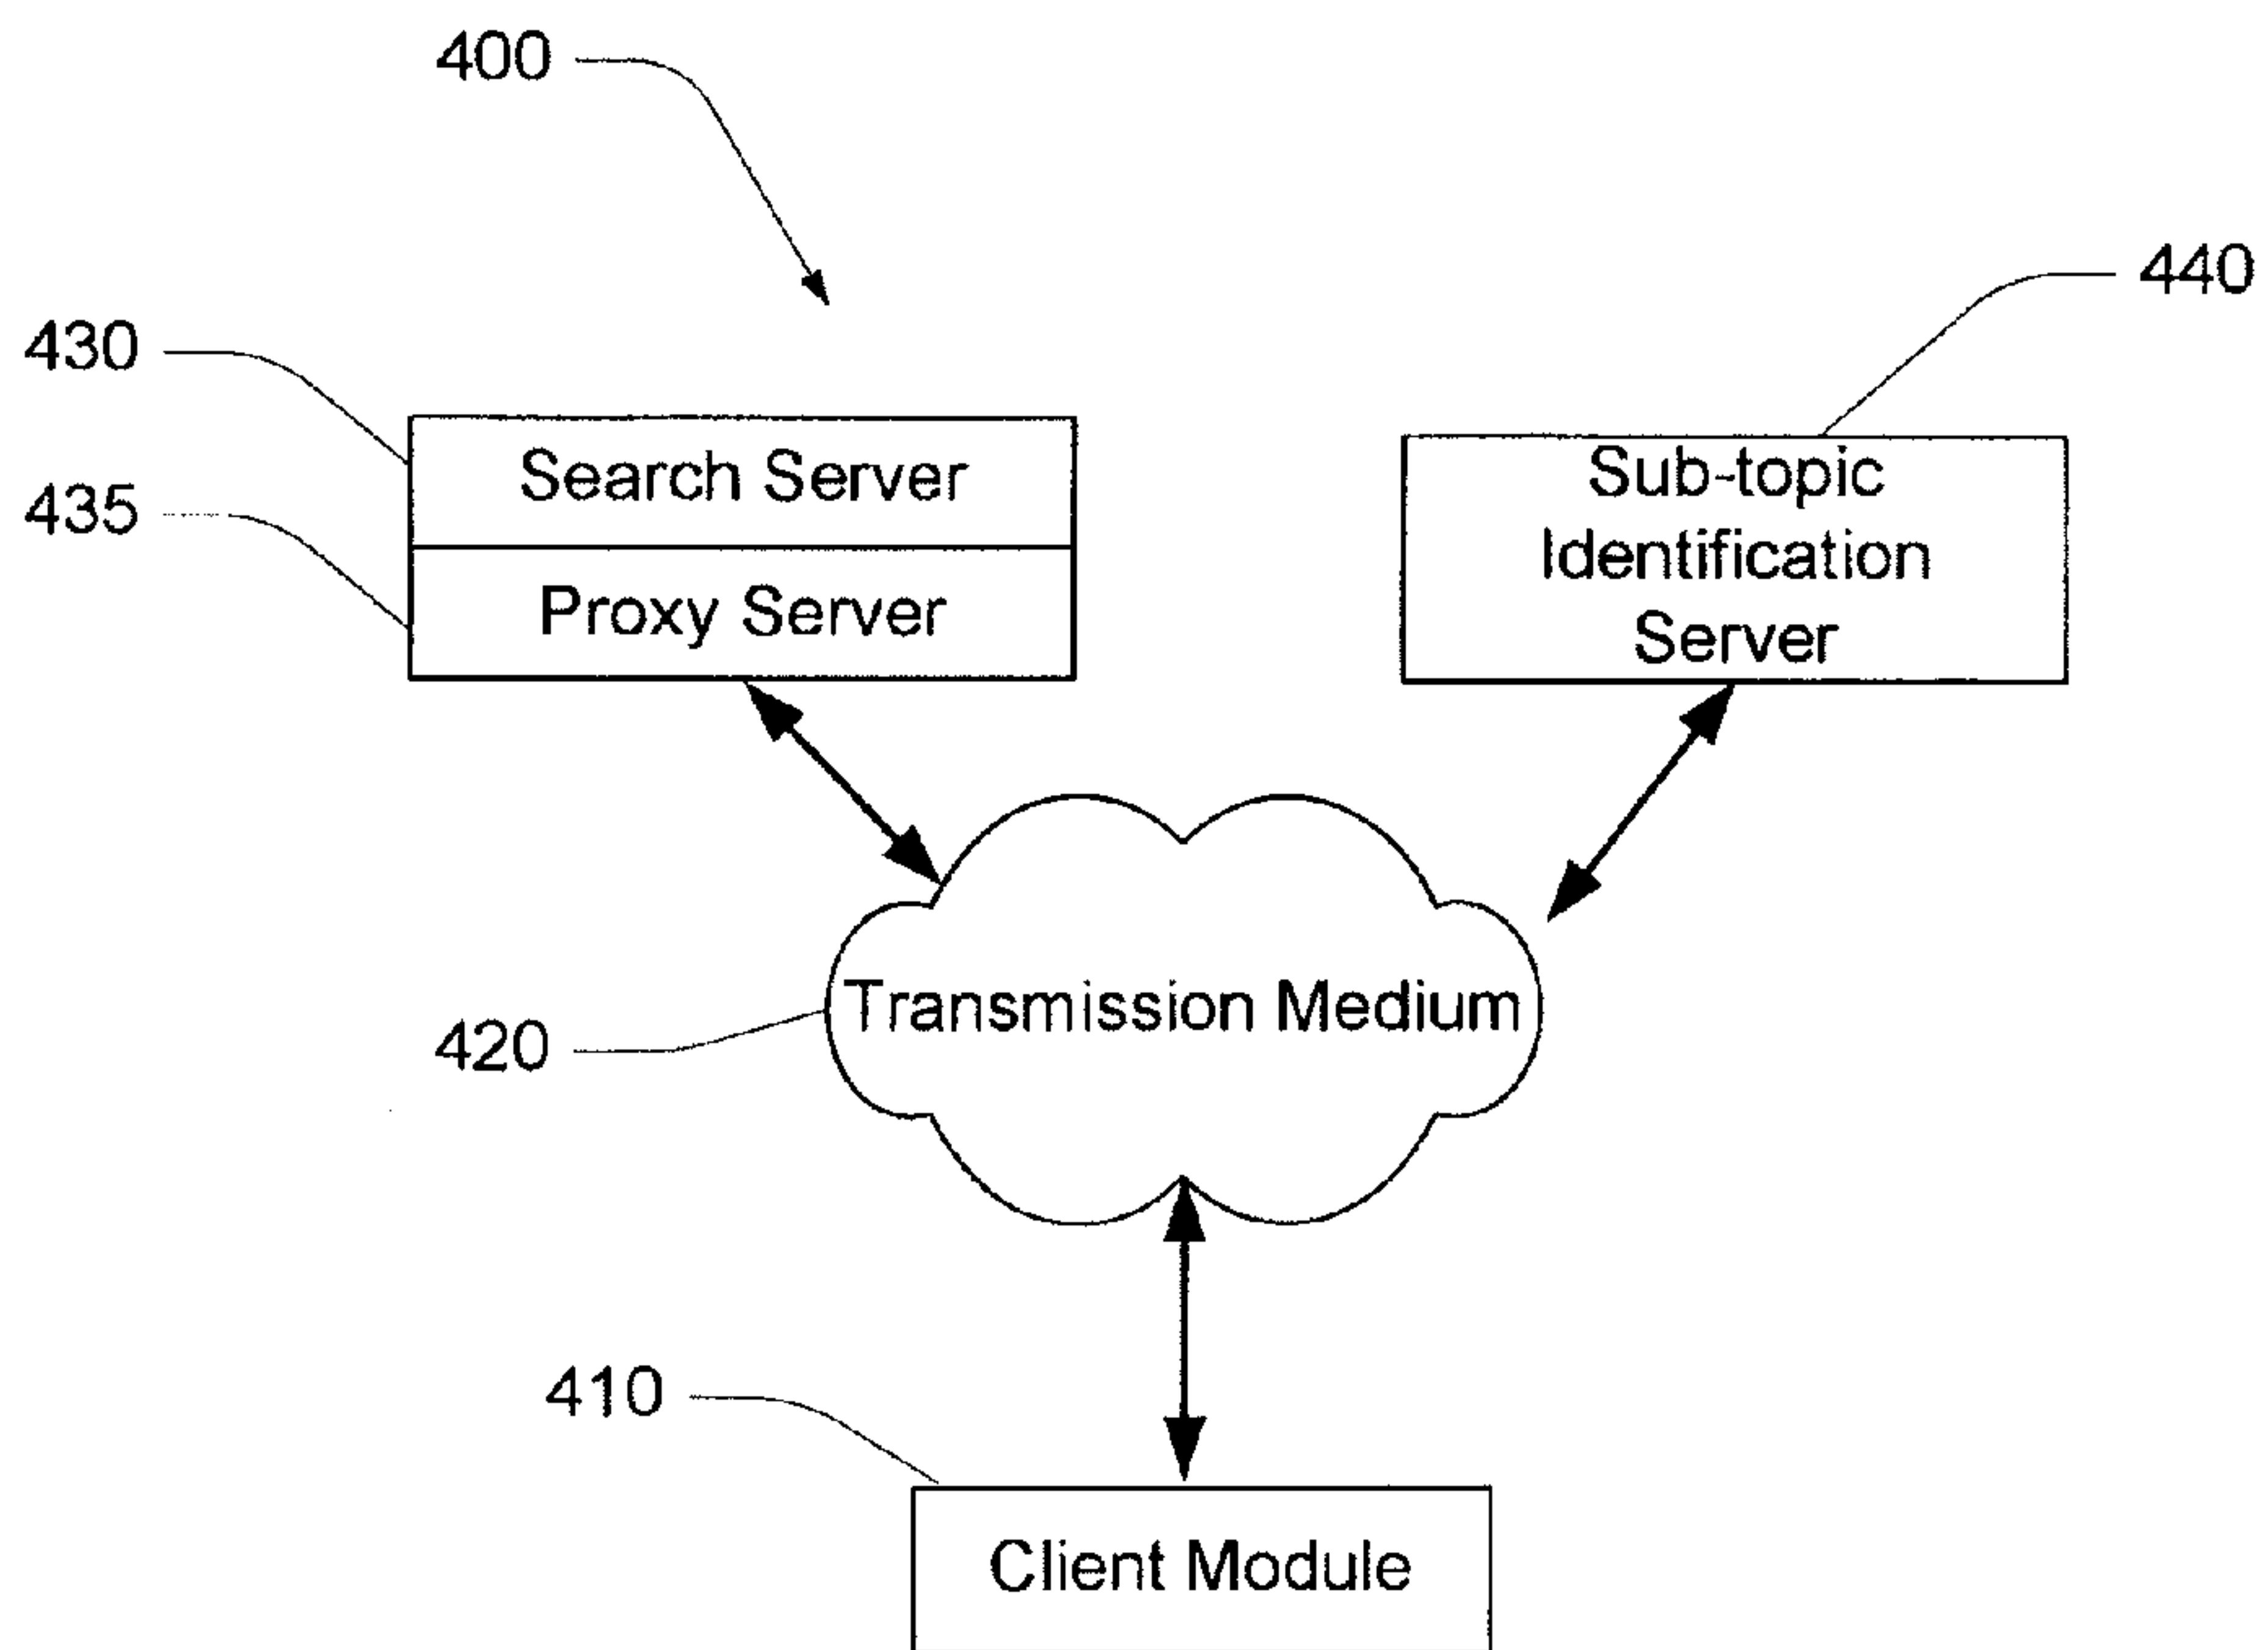 400
440
430
Search Server
435
Proxy Server
Sub-topic
Identification
Server
Transmission Medium
420
410
Client Module